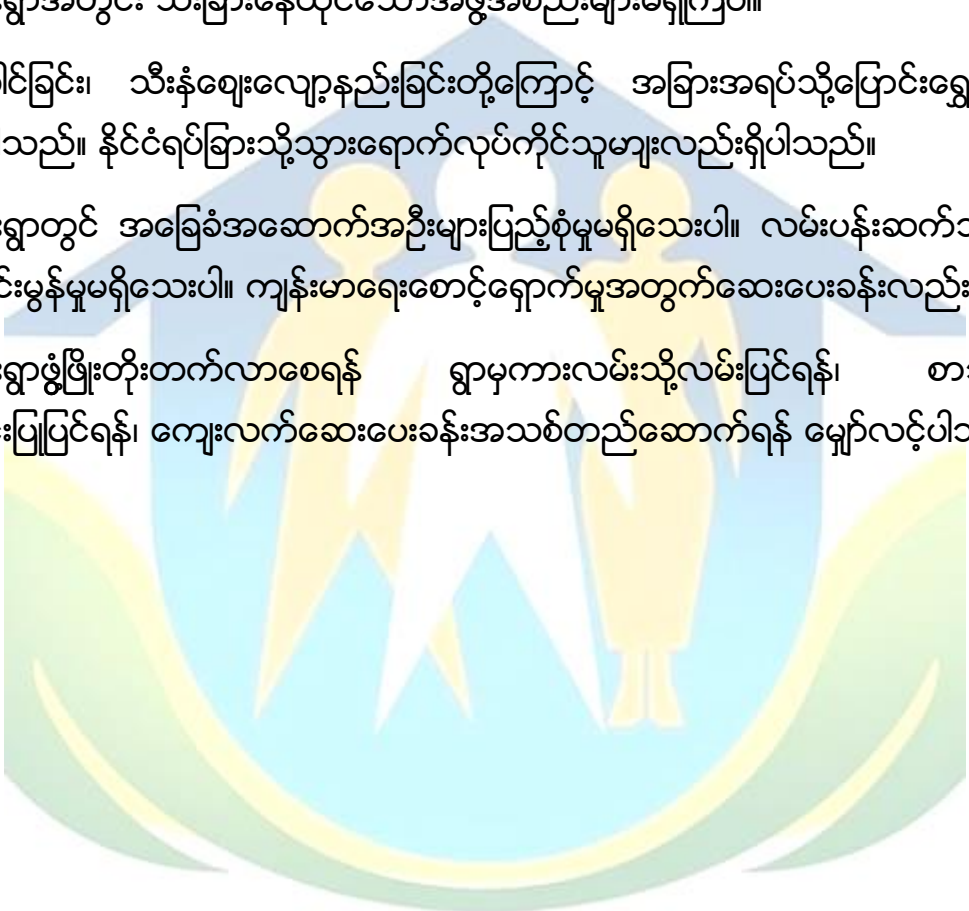 ရွာအတွင်း သီးခြားနေထိုင်သောအဖွဲ့အစည်းများမရှိကြပါ။
ခြင်း၊ သီးနှံဈေးလျော့နည်းခြင်းတို့ကြောင့် အခြားအရပ်သို့ပြောင်းရွှေ
သည်။ နိုင်ငံရပ်ခြားသို့သွားရောက်လုပ်ကိုင်သူမာျးလည်းရှိပါသည်။
းရွာတွင် အခြေခံအဆောက်အဦးများပြည့်စုံမှုမရှိသေးပါ။ လမ်းပန်းဆက်သ
င်းမွန်မှုမရှိသေးပါ။ ကျန်းမာရေးစောင့်ရှောက်မှုအတွက်ဆေးပေးခန်းလည်း
းရွာဖွံ့ဖြိုးတိုးတက်လာစေရန် ရွာမှကားလမ်းသို့လမ်းပြင်ရန်၊
းပြုပြင်ရန်၊ ကျေးလက်ဆေးပေးခန်းအသစ်တည်ဆောက်ရန် မျှော်လင့်ပါသ